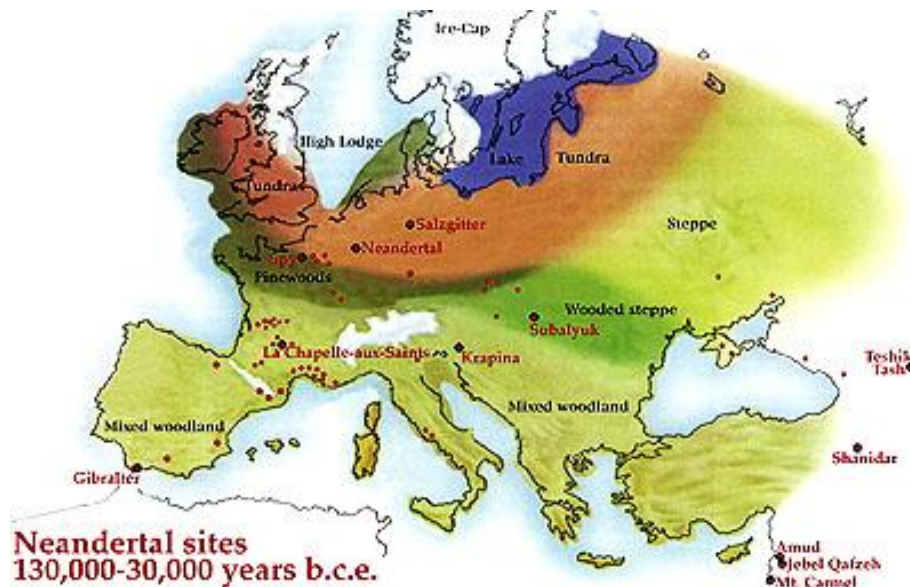 Ice-Cap
High Lodge
Lake
Tundra
Tundra
Salzgitter
Steppe
Neandertal
Spy
Pinewoods
Wooded steppe
Subalyuk
La Chapelle-aux-Saints
Krapina
Teshik
Tash
Mixed woodland
Mixed woodland
Shanidar
Gibralter
Neandertal sites
130,000-30,000 years b.c.e.
Amud
Jebel Qafzeh
Mt. Carmel